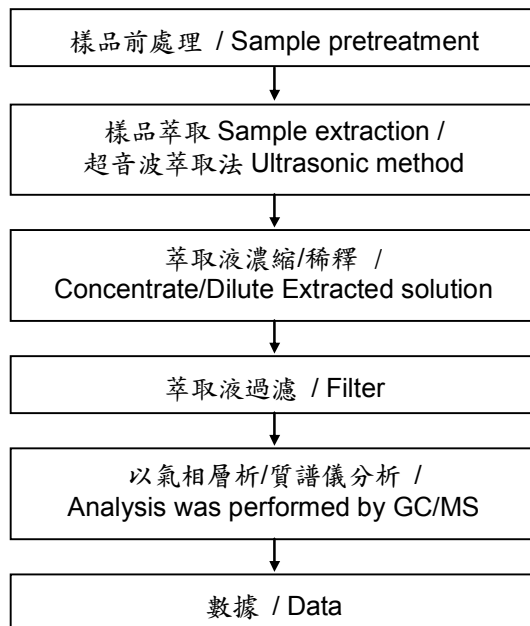 樣品前處理 / Sample pretreatment
樣品萃取 Sample extraction /
超音波萃取法 Ultrasonic method
萃取液濃縮/稀釋 /
Concentrate/Dilute Extracted solution
萃取液過濾 / Filter
以氣相層析/質譜儀分析 /
Analysis was performed by GC/MS
數據 / Data